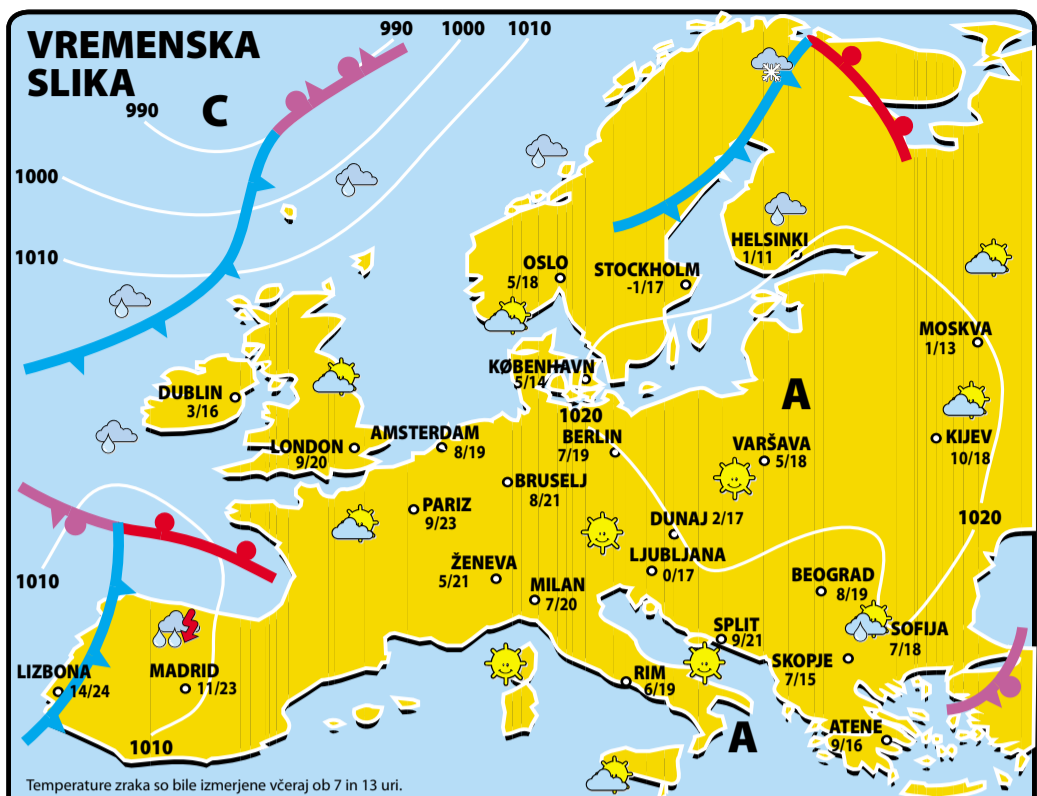 VREMENSKA
SLIKA
990
1000
1010
990
C
1000
1010
HELSINKI
1/11
OSLO
5/18
STOCKHOLM
-1/17
MOSKVA
1/13
KØBENHAVN
5/14
DUBLIN
3/16
A
1020
LONDON
9/20
AMSTERDAM
8/19
BERLIN
7/19
VARŠAVA
5/18
KIJEV
10/18
BRUSELJ
8/21
PARIZ
9/23
DUNAJ 2/17
1020
LJUBLJANA
0/17
ŽENEVA
5/21
1010
MILAN
7/20
BEOGRAD
8/19
SPLIT
9/21
SOFIJA
7/18
LIZBONA
14/24
MADRID
11/23
RIM
6/19
SKOPJE
7/15
A
ATENE
9/16
1010
Temperature zraka so bile izmerjene včeraj ob 7 in 13 uri.